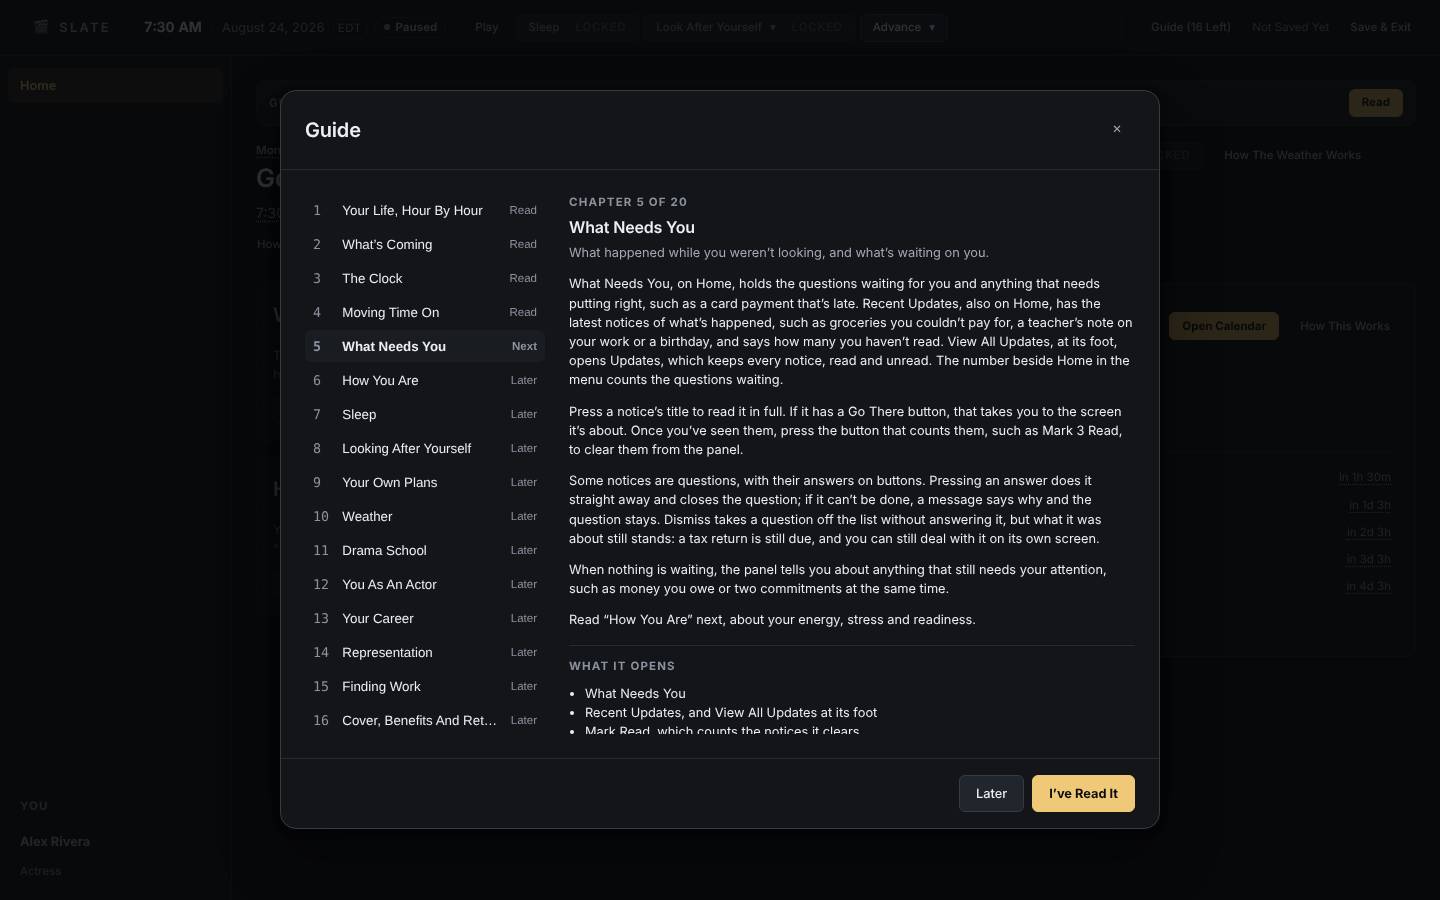 SLATE
7:30 AM
August 24, 2026
EDT
Paused
Play
Sleep LOCKED
Look After Yourself LOCKED
Advance
Guide (16 Left)
Not Saved Yet
Save & Exit
Home
Read
How The Weather Works
Open Calendar
How This Works
in 1h 30m
in 1d 3h
in 2d 3h
in 3d 3h
in 4d 3h
YOU
Alex Rivera
Actress
Guide
×
1 Your Life, Hour By Hour Read
2 What’s Coming Read
3 The Clock Read
4 Moving Time On Read
5 What Needs You Next
6 How You Are Later
7 Sleep Later
8 Looking After Yourself Later
9 Your Own Plans Later
10 Weather Later
11 Drama School Later
12 You As An Actor Later
13 Your Career Later
14 Representation Later
15 Finding Work Later
16 Cover, Benefits And Ret… Later
CHAPTER 5 OF 20
What Needs You
What happened while you weren’t looking, and what’s waiting on you.
What Needs You, on Home, holds the questions waiting for you and anything that needs
putting right, such as a card payment that’s late. Recent Updates, also on Home, has the
latest notices of what’s happened, such as groceries you couldn’t pay for, a teacher’s note on
your work or a birthday, and says how many you haven’t read. View All Updates, at its foot,
opens Updates, which keeps every notice, read and unread. The number beside Home in the
menu counts the questions waiting.
Press a notice’s title to read it in full. If it has a Go There button, that takes you to the screen
it’s about. Once you’ve seen them, press the button that counts them, such as Mark 3 Read,
to clear them from the panel.
Some notices are questions, with their answers on buttons. Pressing an answer does it
straight away and closes the question; if it can’t be done, a message says why and the
question stays. Dismiss takes a question off the list without answering it, but what it was
about still stands: a tax return is still due, and you can still deal with it on its own screen.
When nothing is waiting, the panel tells you about anything that still needs your attention,
such as money you owe or two commitments at the same time.
Read “How You Are” next, about your energy, stress and readiness.
WHAT IT OPENS
• What Needs You
• Recent Updates, and View All Updates at its foot
• Mark Read, which counts the notices it clears
Later
I’ve Read It